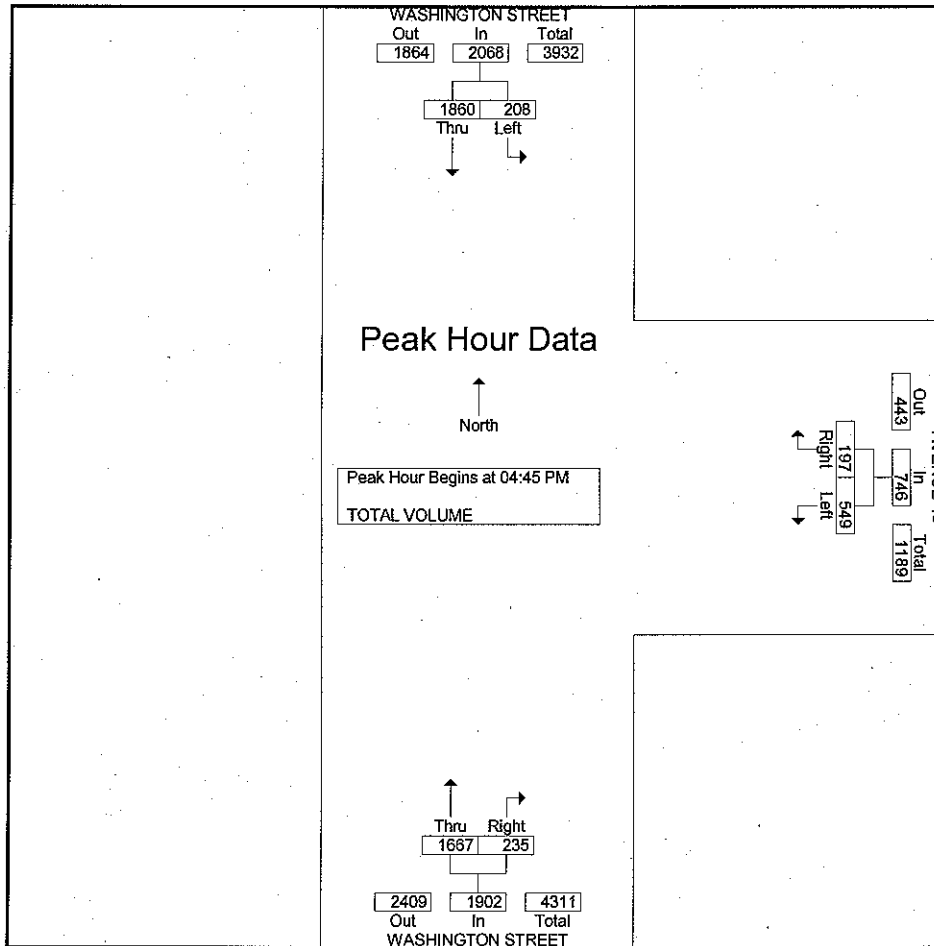 WASHINGTON STREET
Out In Total
1864 2068 3932
1860 208
Thru Left
Peak Hour Data
North
Peak Hour Begins at 04:45 PM
TOTAL VOLUME
Out In Total
443 746 1189
197 549
Right Left
Thru Right
1667 235
2409 1902 4311
Out In Total
WASHINGTON STREET